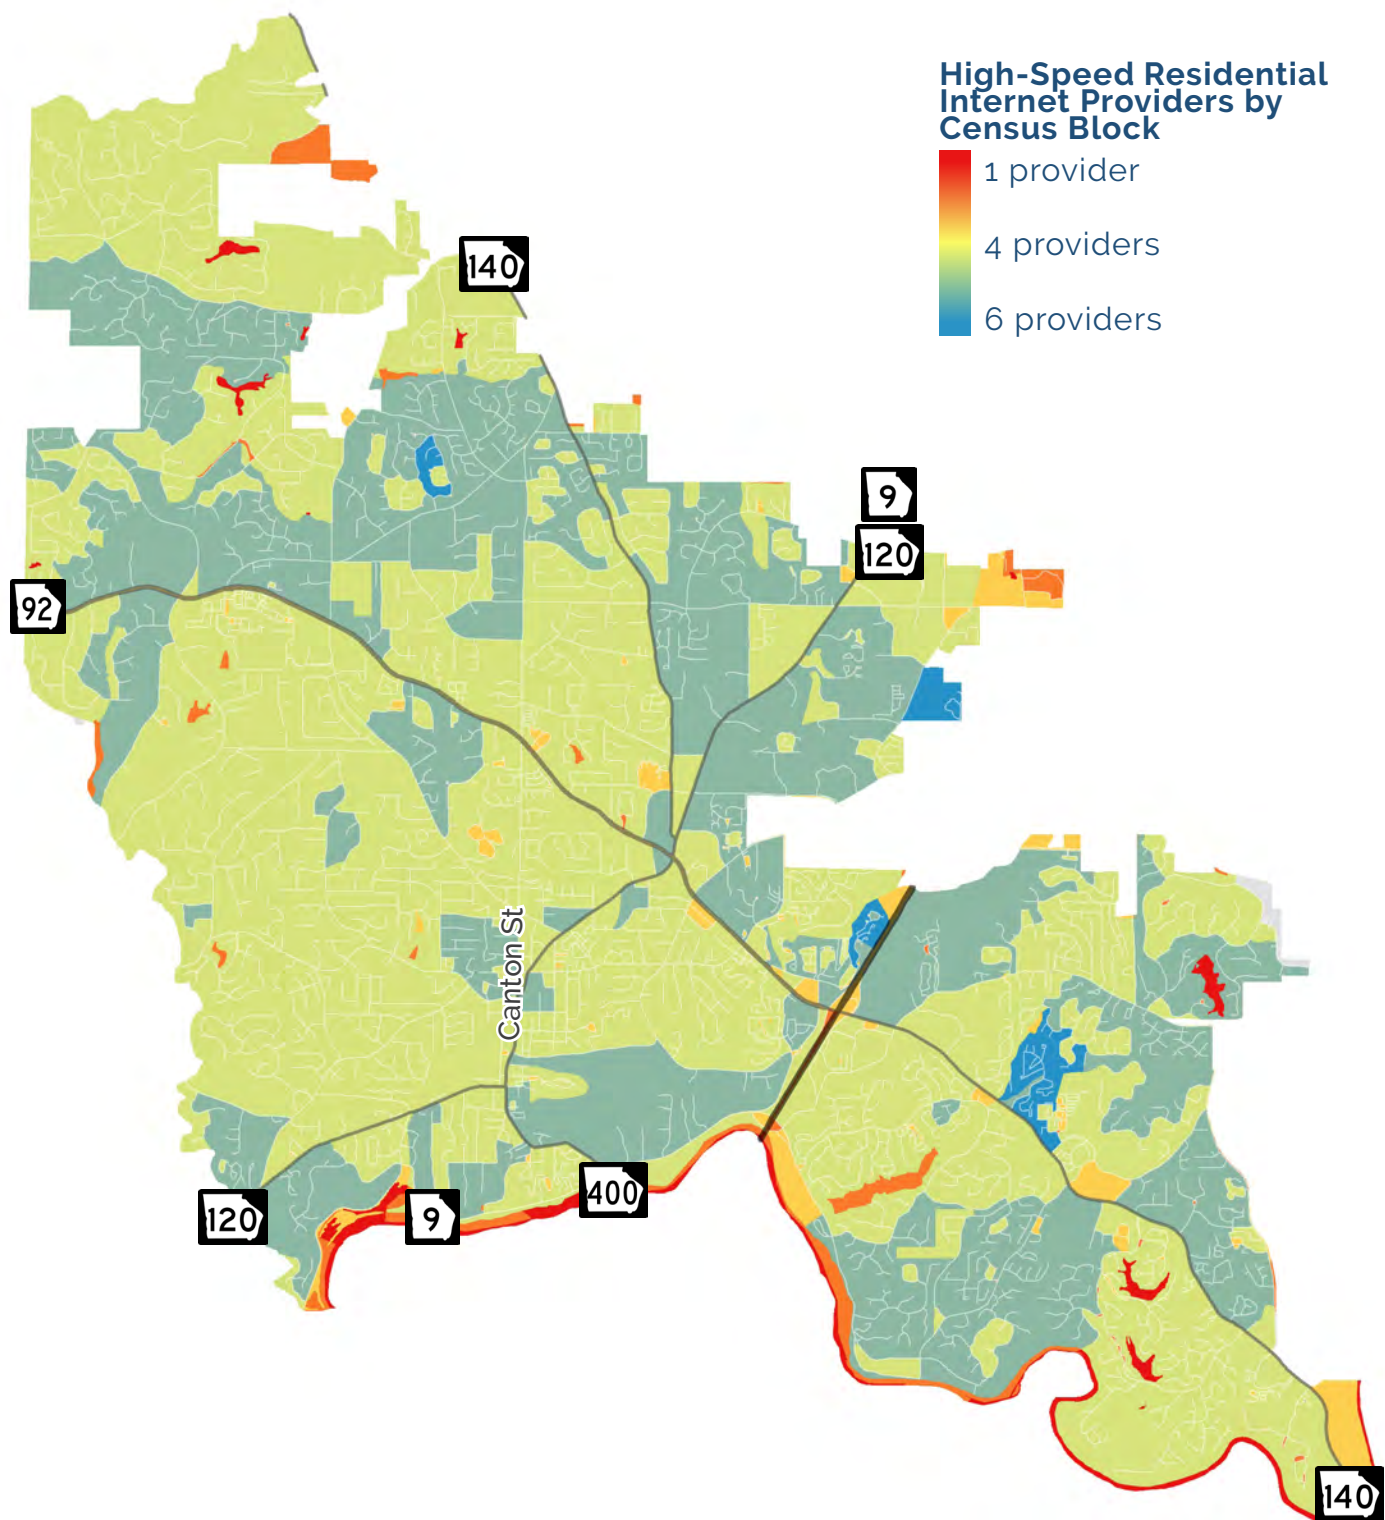 High-Speed Residential
Internet Providers by
Census Block
1 provider
4 providers
6 providers
140
9
120
92
Canton St
400
120
9
140